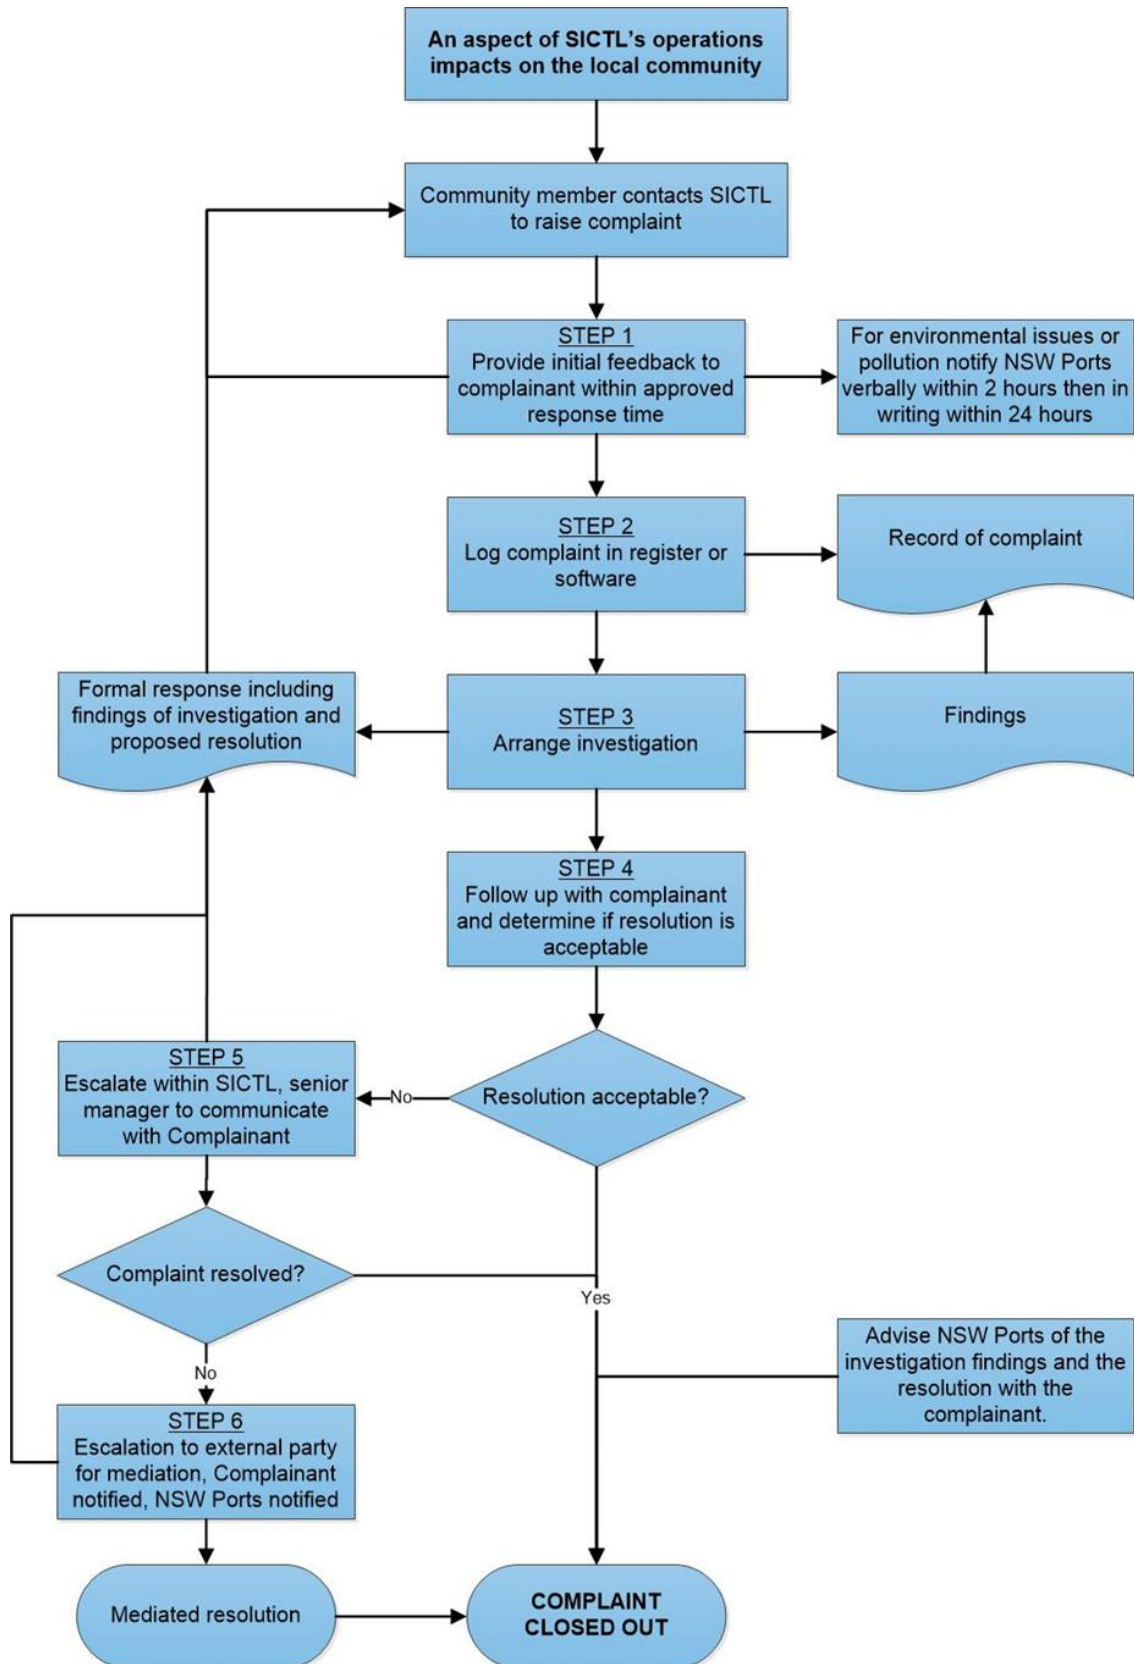 An aspect of SICTL's operations
impacts on the local community
Community member contacts SICTL
to raise complaint
STEP 1
Provide initial feedback to
complainant within approved
response time
For environmental issues or
pollution notify NSW Ports
verbally within 2 hours then in
writing within 24 hours
STEP 2
Log complaint in register or
software
Record of complaint
Formal response including
findings of investigation and
proposed resolution
STEP 3
Arrange investigation
Findings
STEP 4
Follow up with complainant
and determine if resolution is
acceptable
STEP 5
Escalate within SICTL, senior
manager to communicate
with Complainant
No
Resolution acceptable?
Complaint resolved?
Yes
Advise NSW Ports of the
investigation findings and the
resolution with the
complainant.
No
STEP 6
Escalation to external party
for mediation, Complainant
notified, NSW Ports notified
Mediated resolution
COMPLAINT
CLOSED OUT